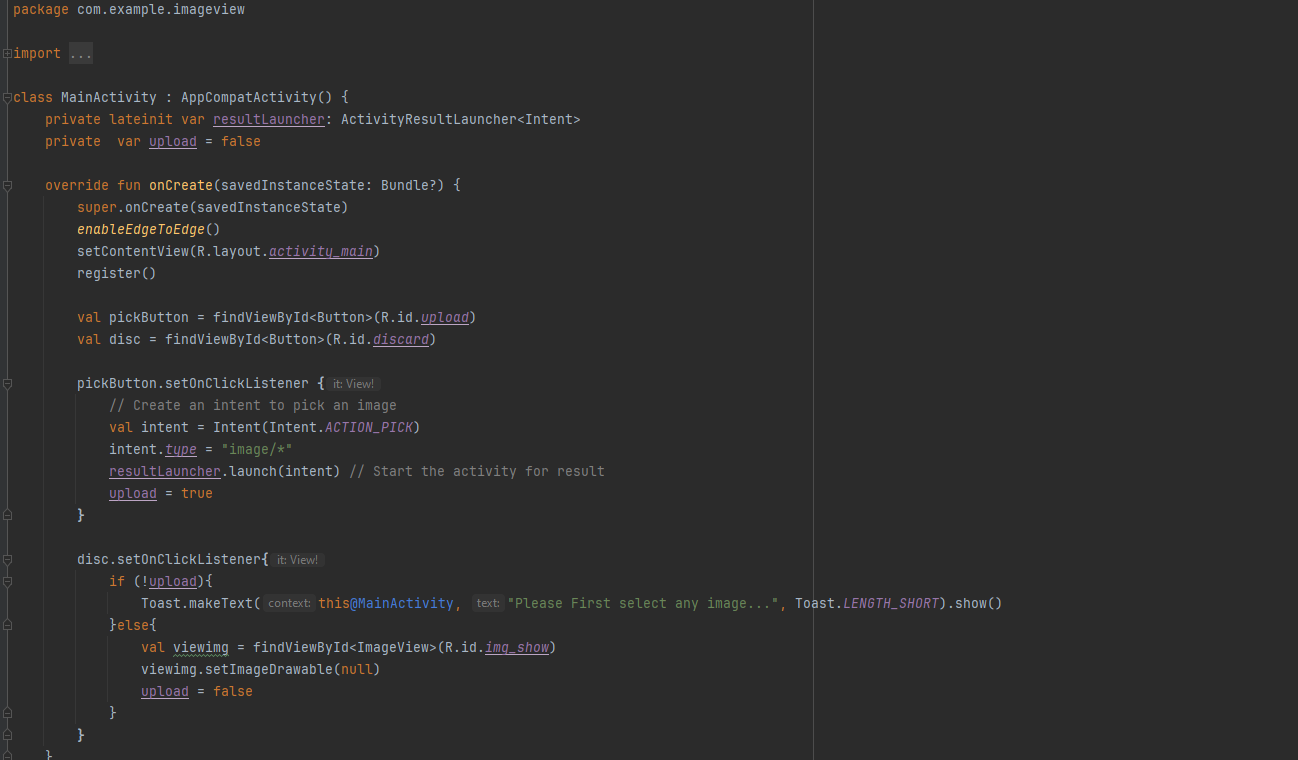 package com.example.imageview
import ...
class MainActivity : AppCompatActivity() {
private lateinit var resultLauncher: ActivityResultLauncher<Intent>
private  var upload = false
override fun onCreate(savedInstanceState: Bundle?) {
super.onCreate(savedInstanceState)
enableEdgeToEdge()
setContentView(R.layout.activity_main)
register()
val pickButton = findViewById<Button>(R.id.upload)
val disc = findViewById<Button>(R.id.discard)
pickButton.setOnClickListener { it: View!
// Create an intent to pick an image
val intent = Intent(Intent.ACTION_PICK)
intent.type = "image/*"
resultLauncher.launch(intent) // Start the activity for result
upload = true
}
disc.setOnClickListener{ it: View!
if (!upload){
Toast.makeText( context: this@MainActivity, text: "Please First select any image...", Toast.LENGTH_SHORT).show()
}else{
val viewimg = findViewById<ImageView>(R.id.img_show)
viewimg.setImageDrawable(null)
upload = false
}
}
}